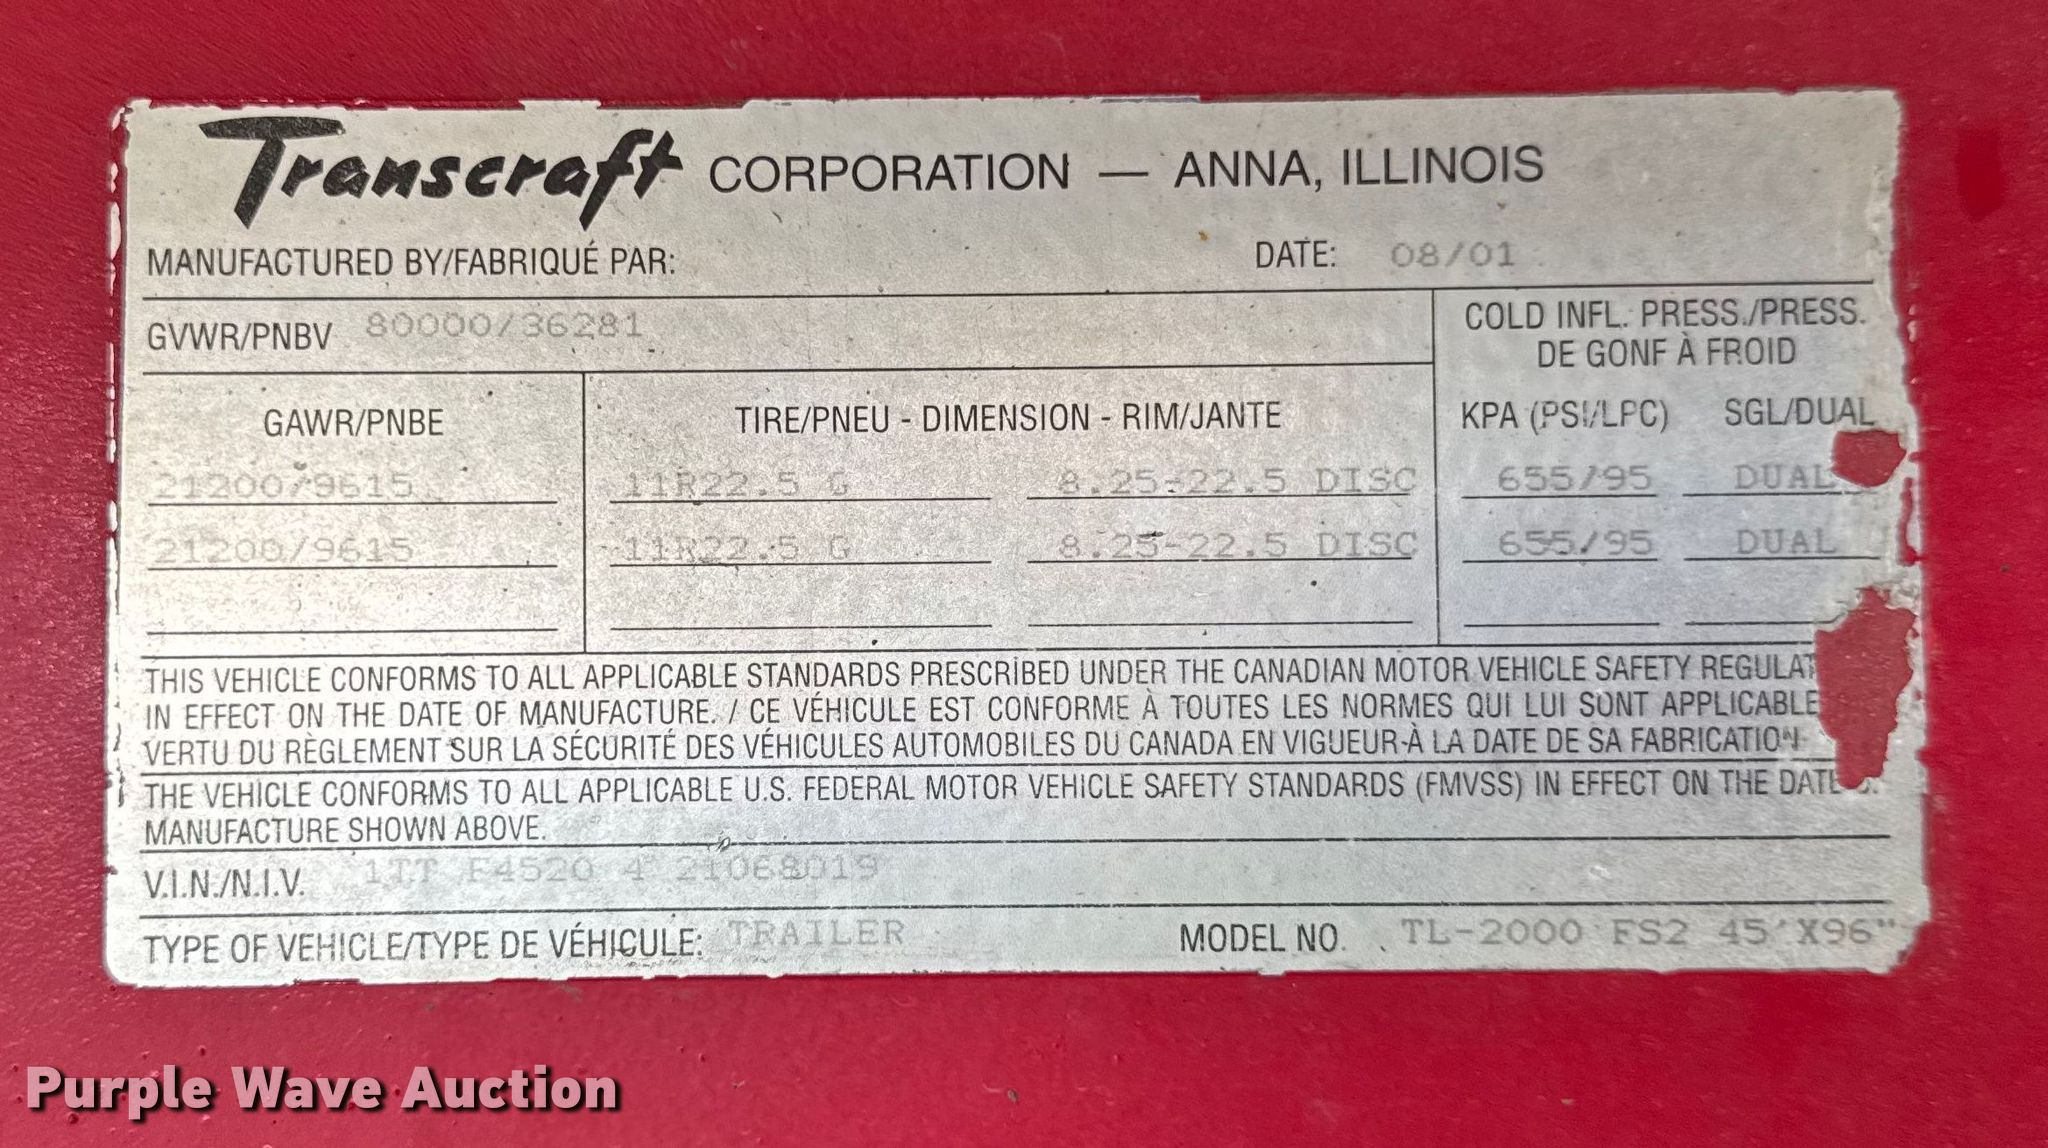 Transcraft CORPORATION — ANNA, ILLINOIS
MANUFACTURED BY/FABRIQUÉ PAR: DATE: 08/01
GVWR/PNBV 80000/36281
COLD INFL. PRESS./PRESS.
DE GONF À FROID
GAWR/PNBE TIRE/PNEU - DIMENSION - RIM/JANTE KPA (PSI/LPC) SGL/DUAL
21200/9615 11R22.5 G 8.25-22.5 DISC 655/95 DUAL
21200/9615 11R22.5 G 8.25-22.5 DISC 655/95 DUAL
THIS VEHICLE CONFORMS TO ALL APPLICABLE STANDARDS PRESCRIBED UNDER THE CANADIAN MOTOR VEHICLE SAFETY
IN EFFECT ON THE DATE OF MANUFACTURE. / CE VÉHICULE EST CONFORME À TOUTES LES NORMES QUI LUI SONT APPLICABLE
VERTU DU RÈGLEMENT SUR LA SÉCURITÉ DES VÉHICULES AUTOMOBILES DU CANADA EN VIGUEUR À LA DATE DE SA FABRICATION
THE VEHICLE CONFORMS TO ALL APPLICABLE U.S. FEDERAL MOTOR VEHICLE SAFETY STANDARDS (FMVSS) IN EFFECT ON THE DATE
MANUFACTURE SHOWN ABOVE.
V.I.N./N.I.V. 1TT F4520 4 21068019
TYPE OF VEHICLE/TYPE DE VÉHICULE: TRAILER MODEL NO. TL-2000 FS2 45'X96"
Purple Wave Auction